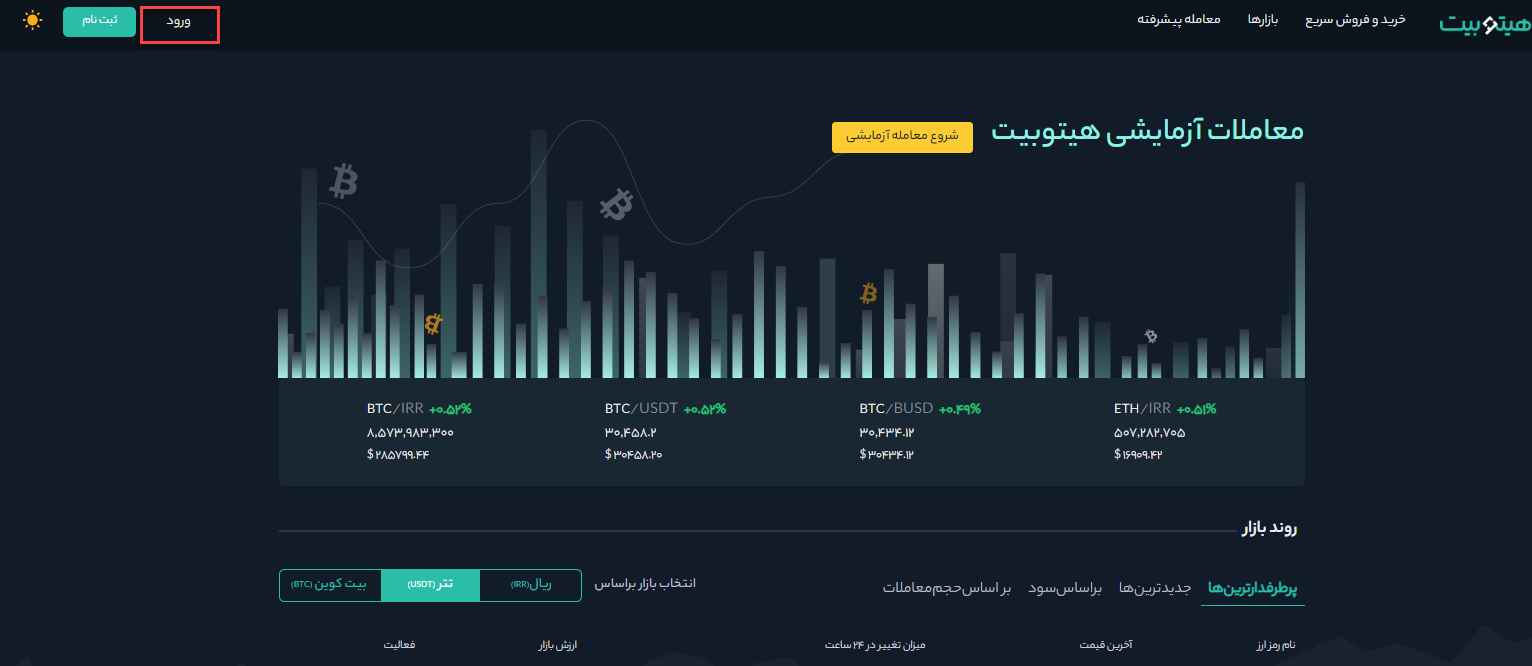 هیتوبیت خرید و فروش سریع بازارها معامله پیشرفته ورود ثبت نام
معاملات آزمایشی هیتوبیت شروع معامله آزمایشی
BTC/IRR +۰.۵۲%
۸,۵۷۳,۹۸۳,۳۰۰
$ ۲۸۵۷۹۹.۴۴
BTC/USDT +۰.۵۲%
۳۰,۴۵۸.۲
$ ۳۰۴۵۸.۲۰
BTC/BUSD +۰.۴۹%
۳۰,۴۳۴.۱۲
$ ۳۰۴۳۴.۱۲
ETH/IRR +۰.۵۱%
۵۰۷,۲۸۲,۷۰۵
$ ۱۶۹۰۹.۴۲
روند بازار
پرطرفدارترین‌ها جدیدترین‌ها براساس‌سود بر اساس‌حجم‌معاملات انتخاب بازار براساس ریال(IRR) تتر (USDT) بیت کوین (BTC)
نام رمز ارز آخرین قیمت میزان تغییر در ۲۴ ساعت ارزش بازار فعالیت